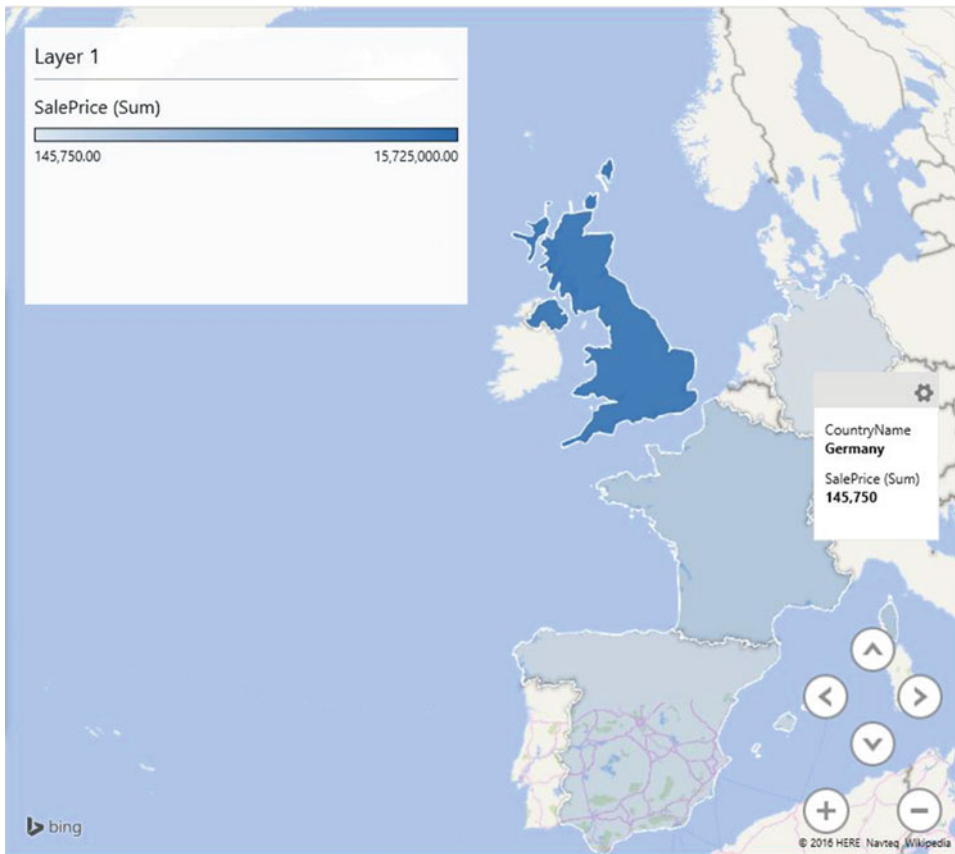 Layer 1
SalePrice (Sum)
145,750.00 15,725,000.00
CountryName
Germany
SalePrice (Sum)
145,750
bing
© 2016 HERE Navteq Wikipedia